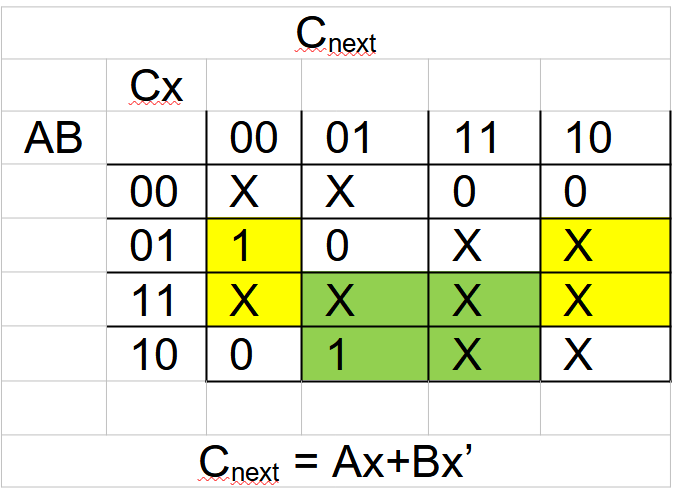 Cnext
Cx
AB 00 01 11 10
00 X X 0 0
01 1 0 X X
11 X X X X
10 0 1 X X
Cnext = Ax+Bx’